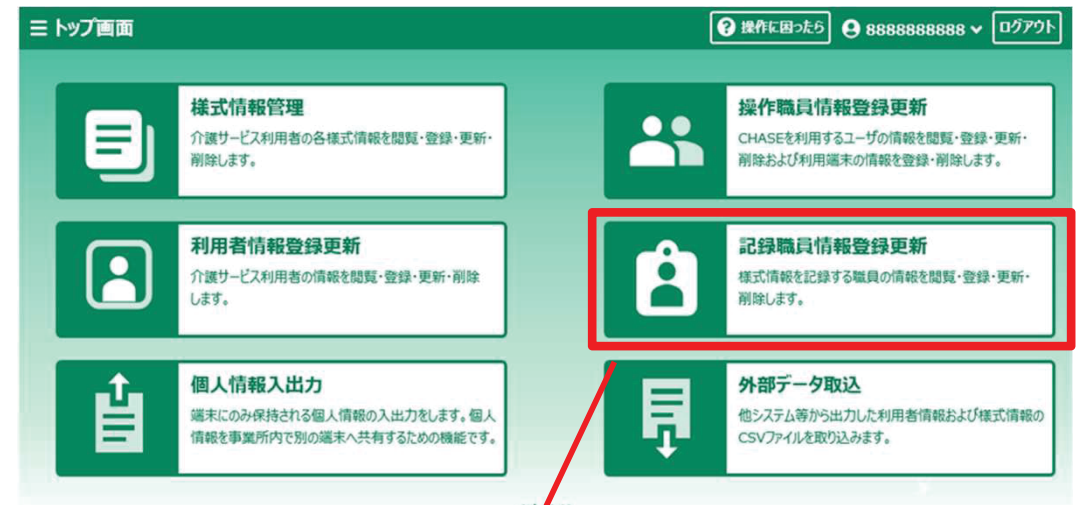 トップ画面
? 操作に困ったら
8888888888
ログアウト
様式情報管理
介護サービス利用者の各様式情報を閲覧・登録・更新・
削除します。
操作職員情報登録更新
CHASEを利用するユーザの情報を閲覧・登録・更新・
削除および利用端末の情報を登録・削除します。
利用者情報登録更新
介護サービス利用者の情報を閲覧・登録・更新・削除
します。
記録職員情報登録更新
様式情報を記録する職員の情報を閲覧・登録・更新・
削除します。
個人情報入出力
端末にのみ保持される個人情報の入出力をします。個人
情報を事業所内で別の端末へ共有するための機能です。
外部データ取込
他システム等から出力した利用者情報および様式情報の
CSVファイルを取り込みます。